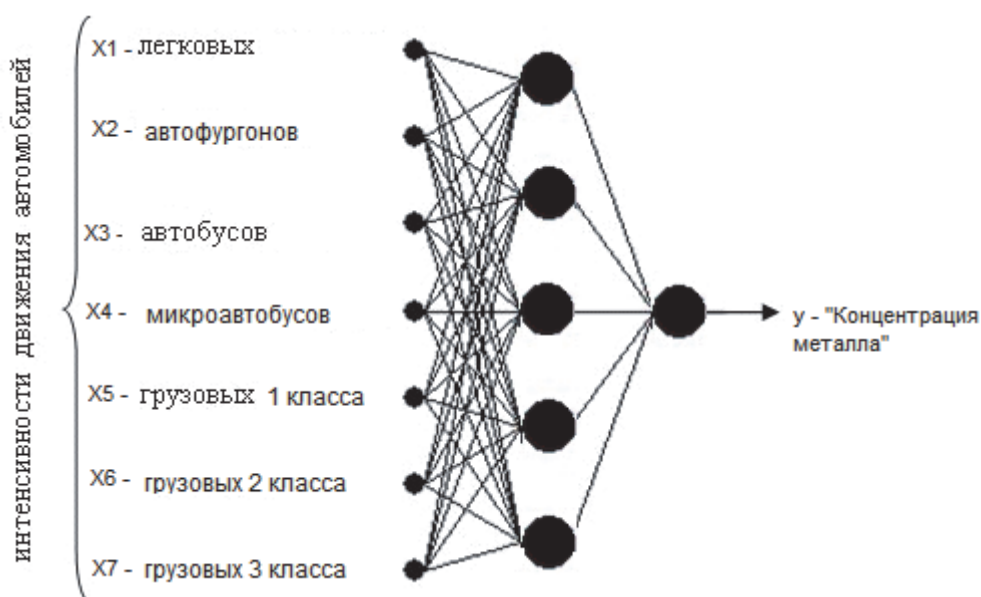 интенсивности движения автомобилей
X1 - легковых
X2 - автофургонов
X3 - автобусов
X4 - микроавтобусов
X5 - грузовых 1 класса
X6 - грузовых 2 класса
X7 - грузовых 3 класса
y - "Концентрация
металла"